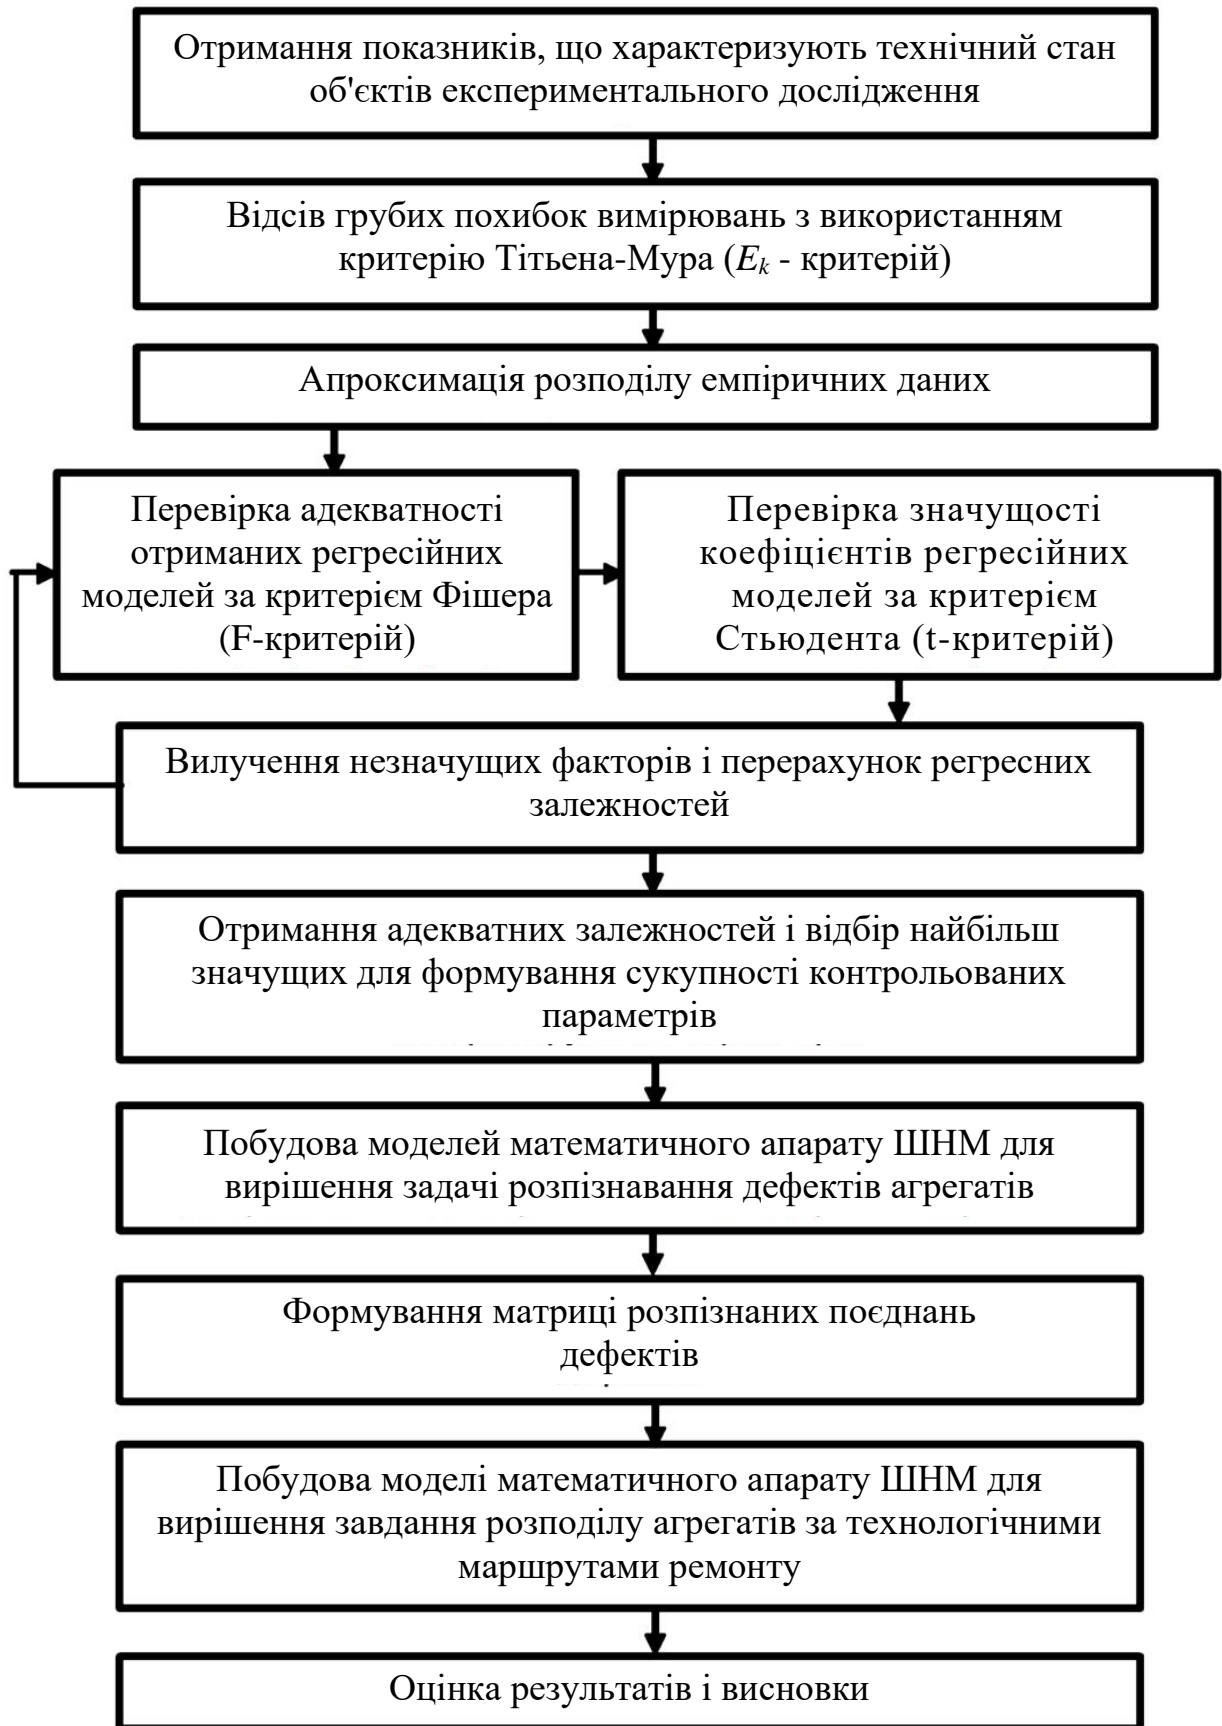 Отримання показників, що характеризують технічний стан
об'єктів експериментального дослідження
Відсів грубих похибок вимірювань з використанням
критерію Тітьена-Мура (Eₖ - критерій)
Апроксимація розподілу емпіричних даних
Перевірка адекватності
отриманих регресійних
моделей за критерієм Фішера
(F-критерій)
Перевірка значущості
коефіцієнтів регресійних
моделей за критерієм
Стьюдента (t-критерій)
Вилучення незначущих факторів і перерахунок регресних
залежностей
Отримання адекватних залежностей і відбір найбільш
значущих для формування сукупності контрольованих
параметрів
Побудова моделей математичного апарату ШНМ для
вирішення задачі розпізнавання дефектів агрегатів
Формування матриці розпізнаних поєднань
дефектів
Побудова моделі математичного апарату ШНМ для
вирішення завдання розподілу агрегатів за технологічними
маршрутами ремонту
Оцінка результатів і висновки